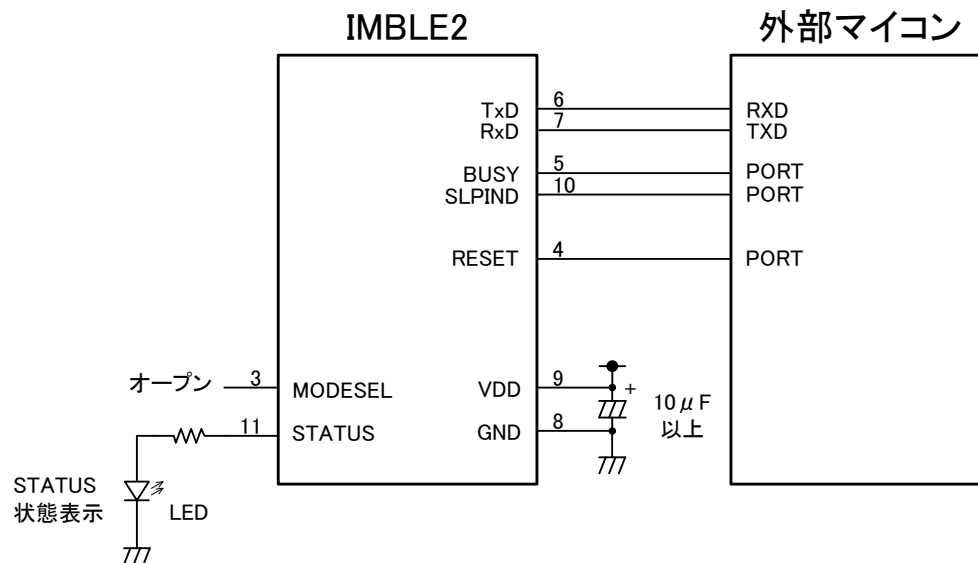 IMBLE2
外部マイコン
TxD 6 RXD
RxD 7 TXD
BUSY 5 PORT
SLPIND 10 PORT
RESET 4 PORT
オープン 3 MODESEL
VDD 9 +
10μF
以上
11 STATUS
GND 8
STATUS
状態表示
LED